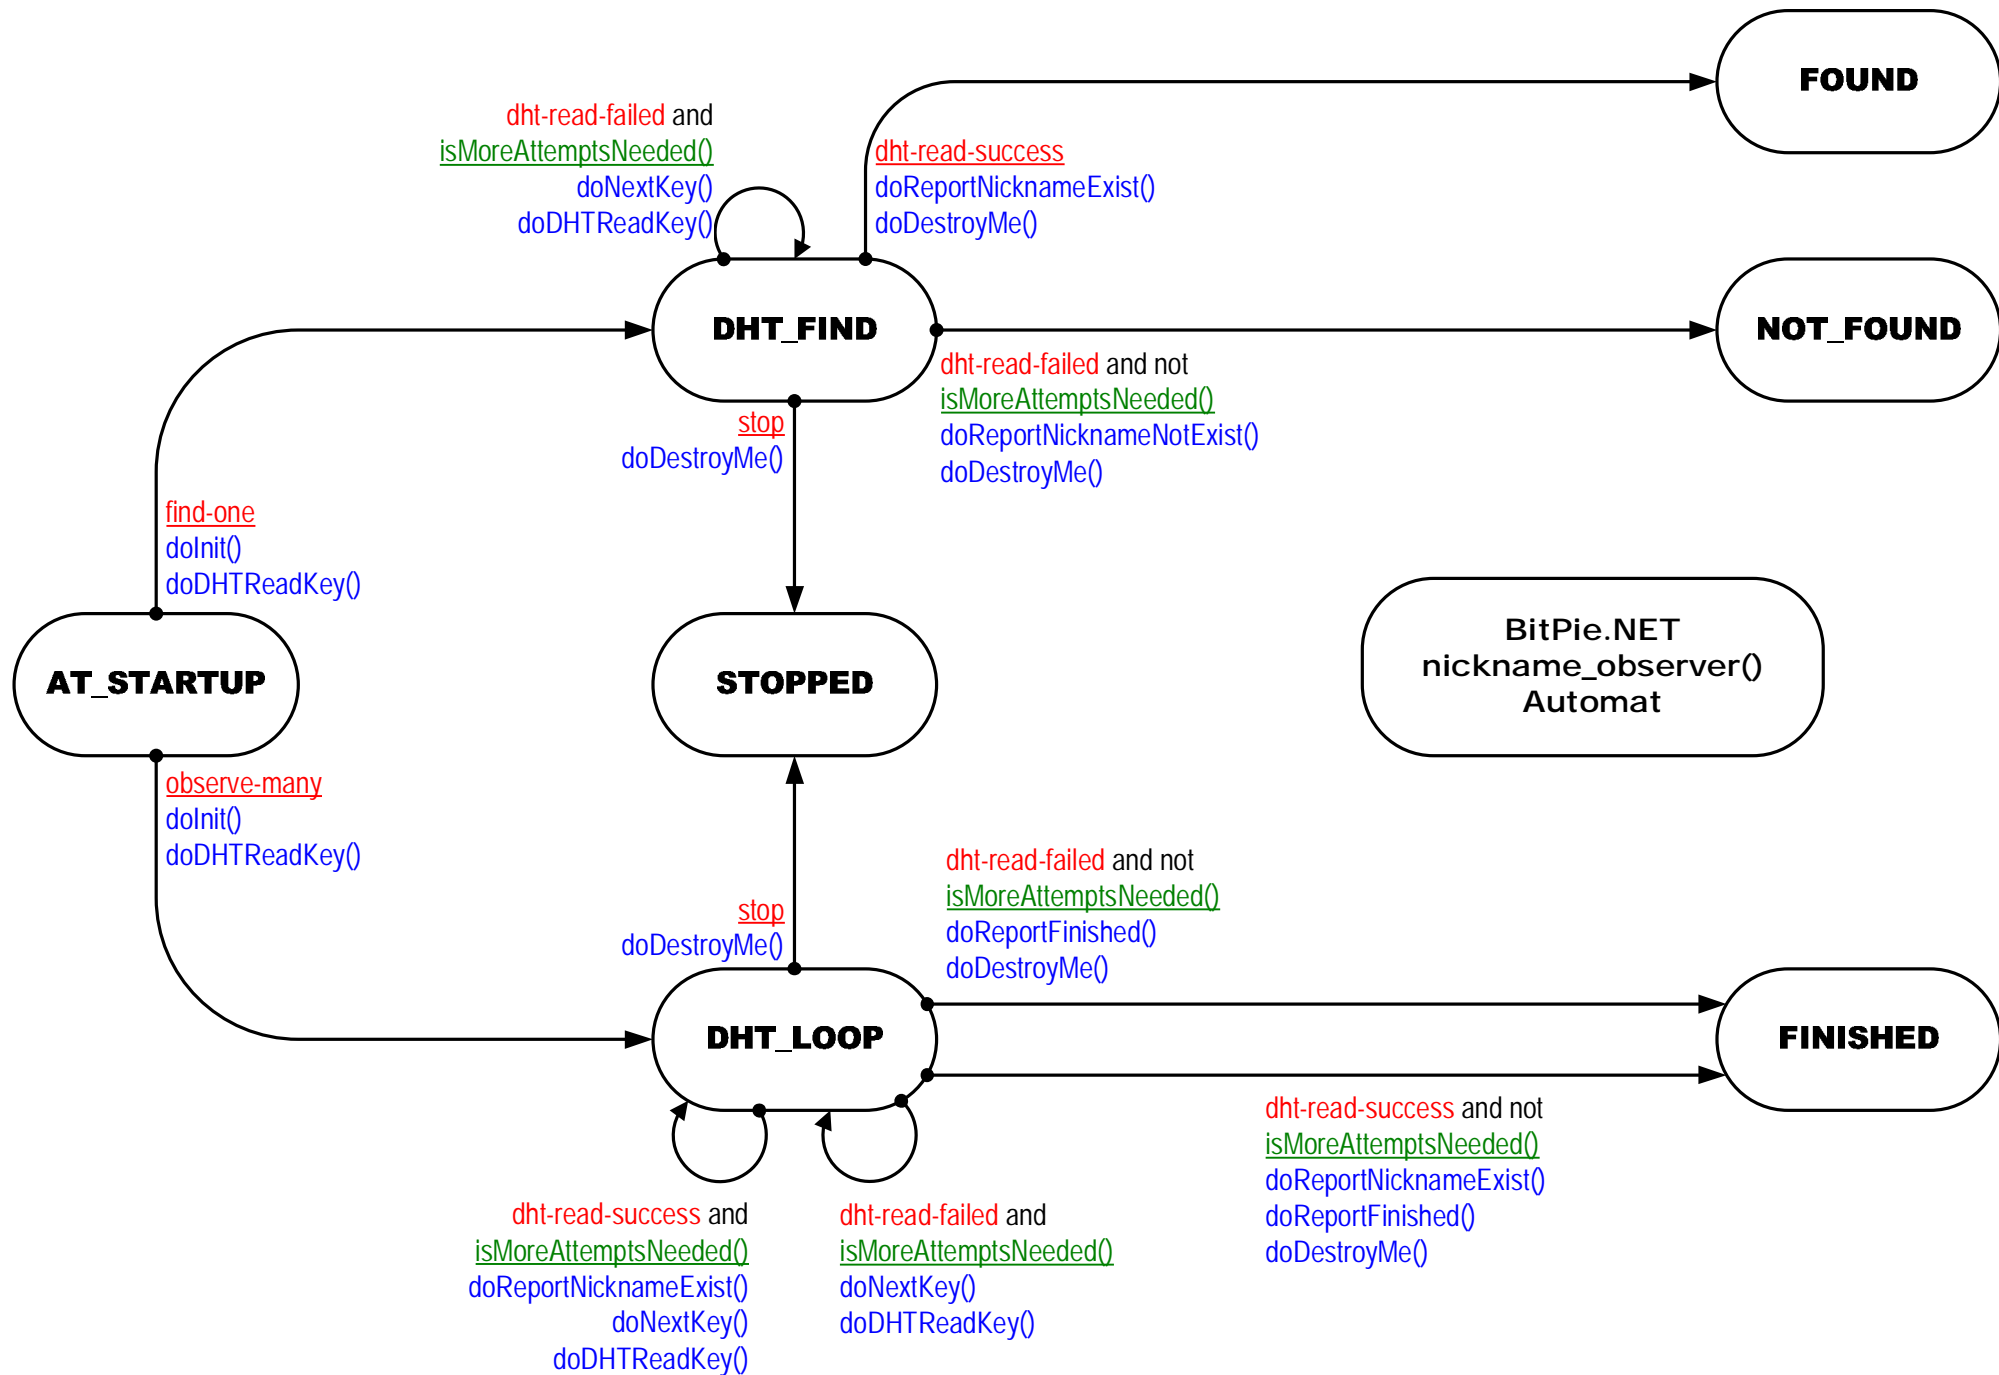 FOUND
dht-read-failed and
isMoreAttemptsNeeded()
doNextKey()
doDHTReadKey()
dht-read-success
doReportNicknameExist()
doDestroyMe()
DHT_FIND
NOT_FOUND
dht-read-failed and not
isMoreAttemptsNeeded()
doReportNicknameNotExist()
doDestroyMe()
stop
doDestroyMe()
find-one
doInit()
doDHTReadKey()
AT_STARTUP
STOPPED
BitPie.NET
nickname_observer()
Automat
observe-many
doInit()
doDHTReadKey()
stop
doDestroyMe()
dht-read-failed and not
isMoreAttemptsNeeded()
doReportFinished()
doDestroyMe()
DHT_LOOP
FINISHED
dht-read-success and not
isMoreAttemptsNeeded()
doReportNicknameExist()
doReportFinished()
doDestroyMe()
dht-read-success and
isMoreAttemptsNeeded()
doReportNicknameExist()
doNextKey()
doDHTReadKey()
dht-read-failed and
isMoreAttemptsNeeded()
doNextKey()
doDHTReadKey()